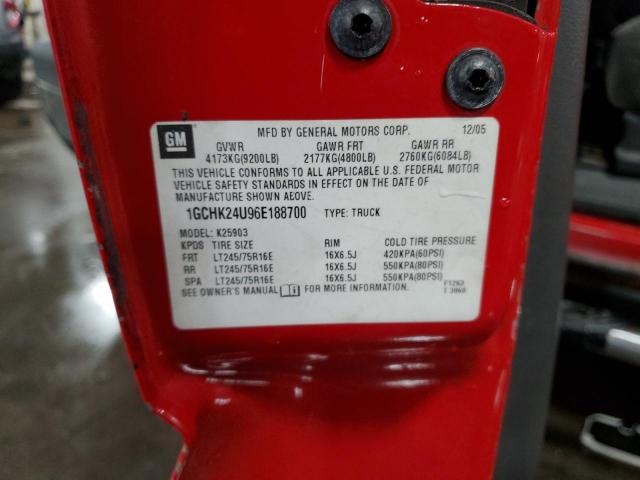 GM
MFD BY GENERAL MOTORS CORP. 12/05
GVWR GAWR FRT GAWR RR
4173KG(9200LB) 2177KG(4800LB) 2760KG(6084LB)
THIS VEHICLE CONFORMS TO ALL APPLICABLE U.S. FEDERAL MOTOR
VEHICLE SAFETY STANDARDS IN EFFECT ON THE DATE OF
MANUFACTURE SHOWN ABOVE.
1GCHK24U96E188700 TYPE: TRUCK
MODEL: K25903
KPDS TIRE SIZE RIM COLD TIRE PRESSURE
FRT LT245/75R16E 16X6.5J 420KPA(60PSI)
RR LT245/75R16E 16X6.5J 550KPA(80PSI)
SPA LT245/75R16E 16X6.5J 550KPA(80PSI)
SEE OWNER'S MANUAL FOR MORE INFORMATION. F1263
T 3060